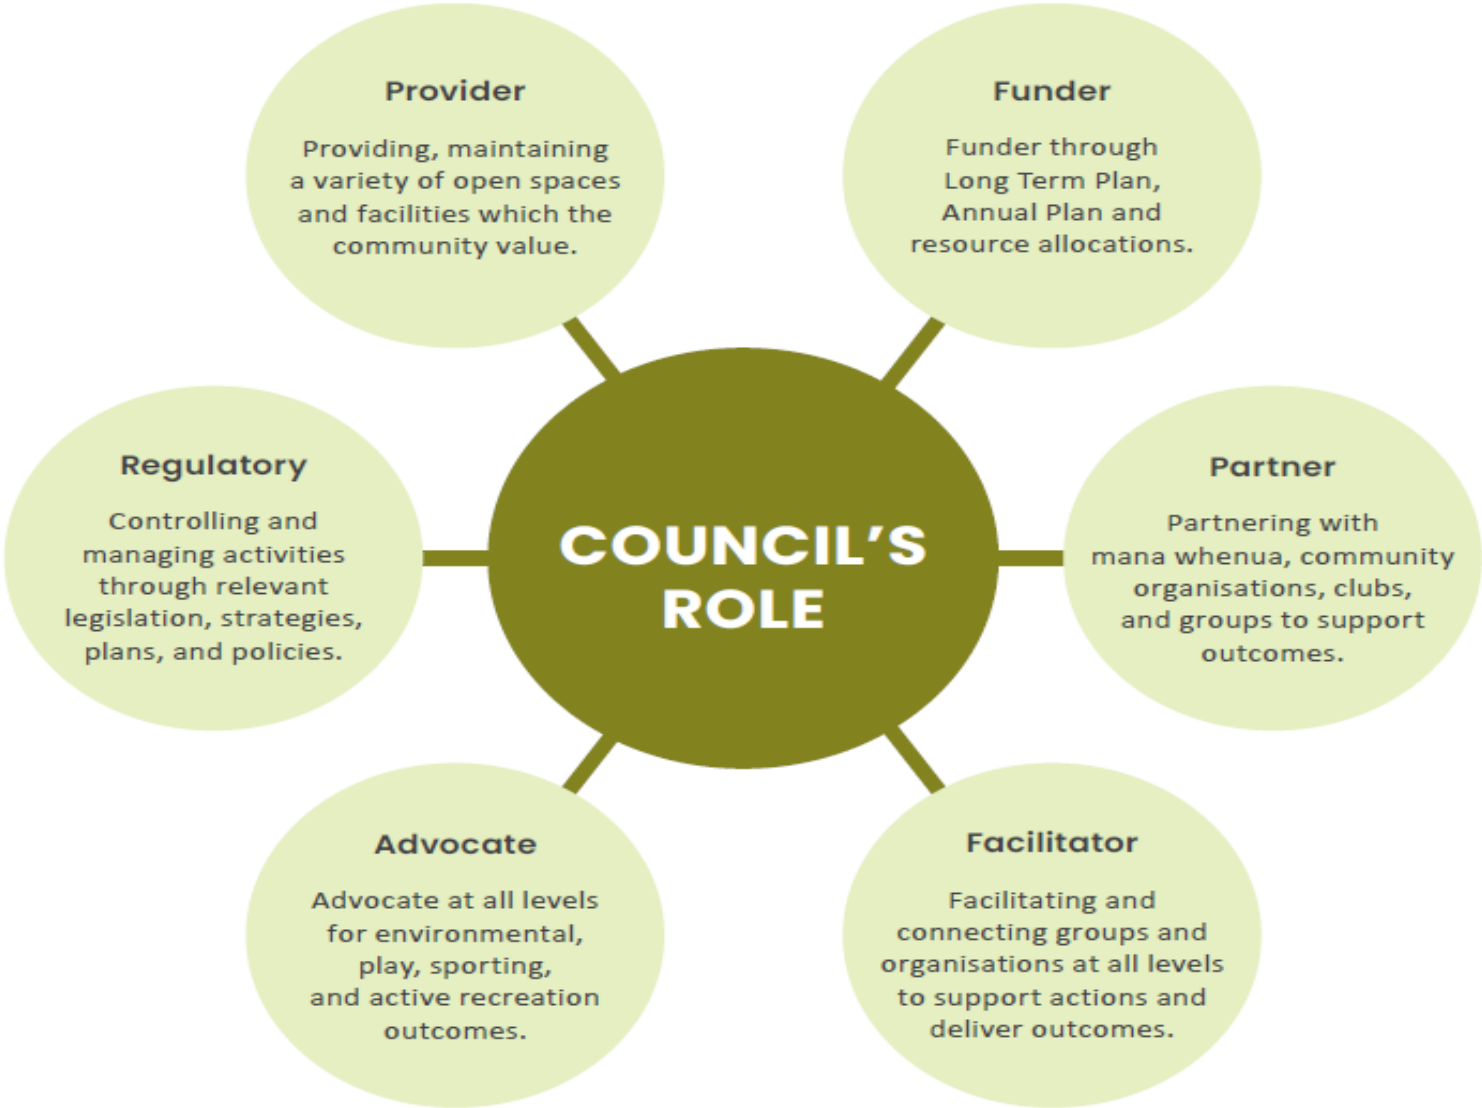 Provider
Providing, maintaining
a variety of open spaces
and facilities which the
community value.
Funder
Funder through
Long Term Plan,
Annual Plan and
resource allocations.
Regulatory
Controlling and
managing activities
through relevant
legislation, strategies,
plans, and policies.
COUNCIL'S
ROLE
Partner
Partnering with
mana whenua, community
organisations, clubs,
and groups to support
outcomes.
Advocate
Advocate at all levels
for environmental,
play, sporting,
and active recreation
outcomes.
Facilitator
Facilitating and
connecting groups and
organisations at all levels
to support actions and
deliver outcomes.